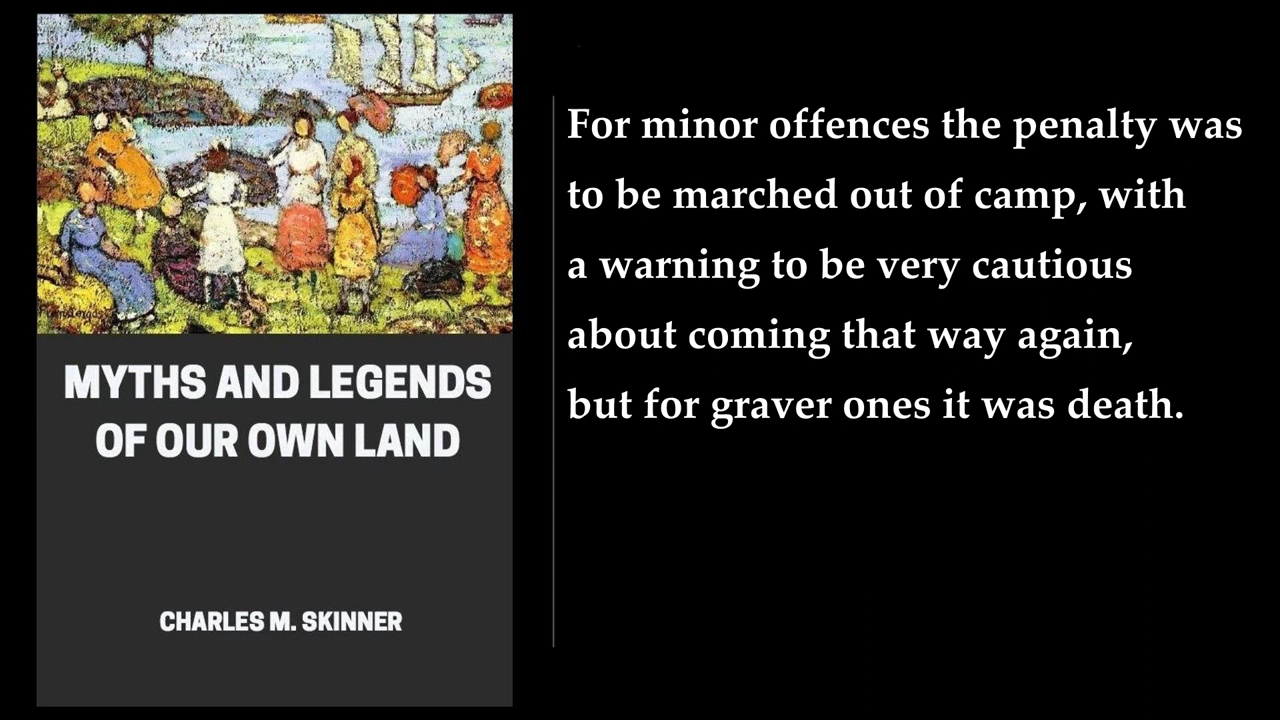 MYTHS AND LEGENDS
OF OUR OWN LAND
CHARLES M. SKINNER
For minor offences the penalty was
to be marched out of camp, with
a warning to be very cautious
about coming that way again,
but for graver ones it was death.